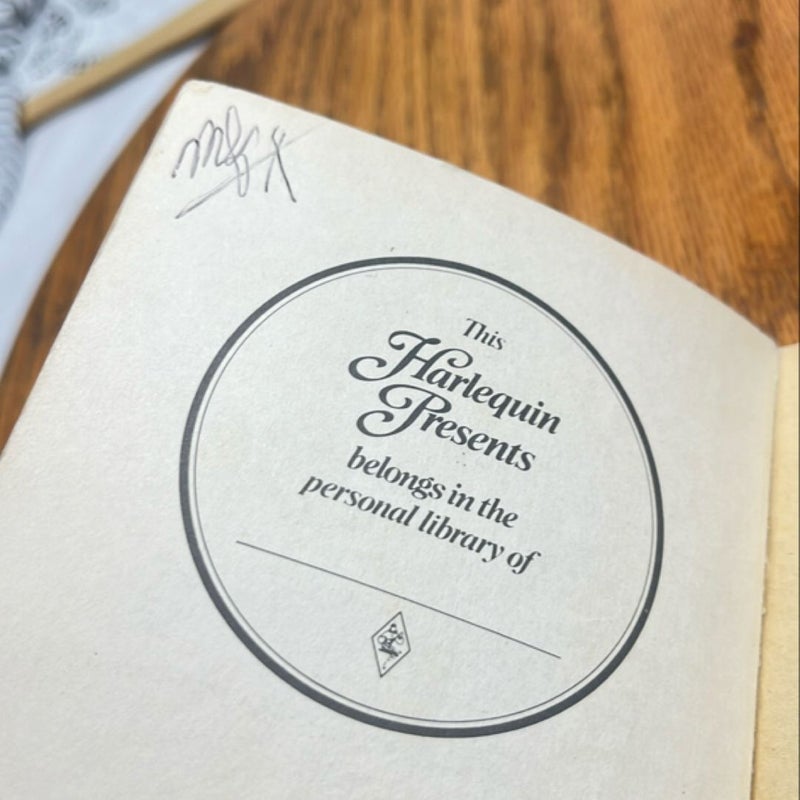 This
Harlequin
Presents
belongs in the
personal library of